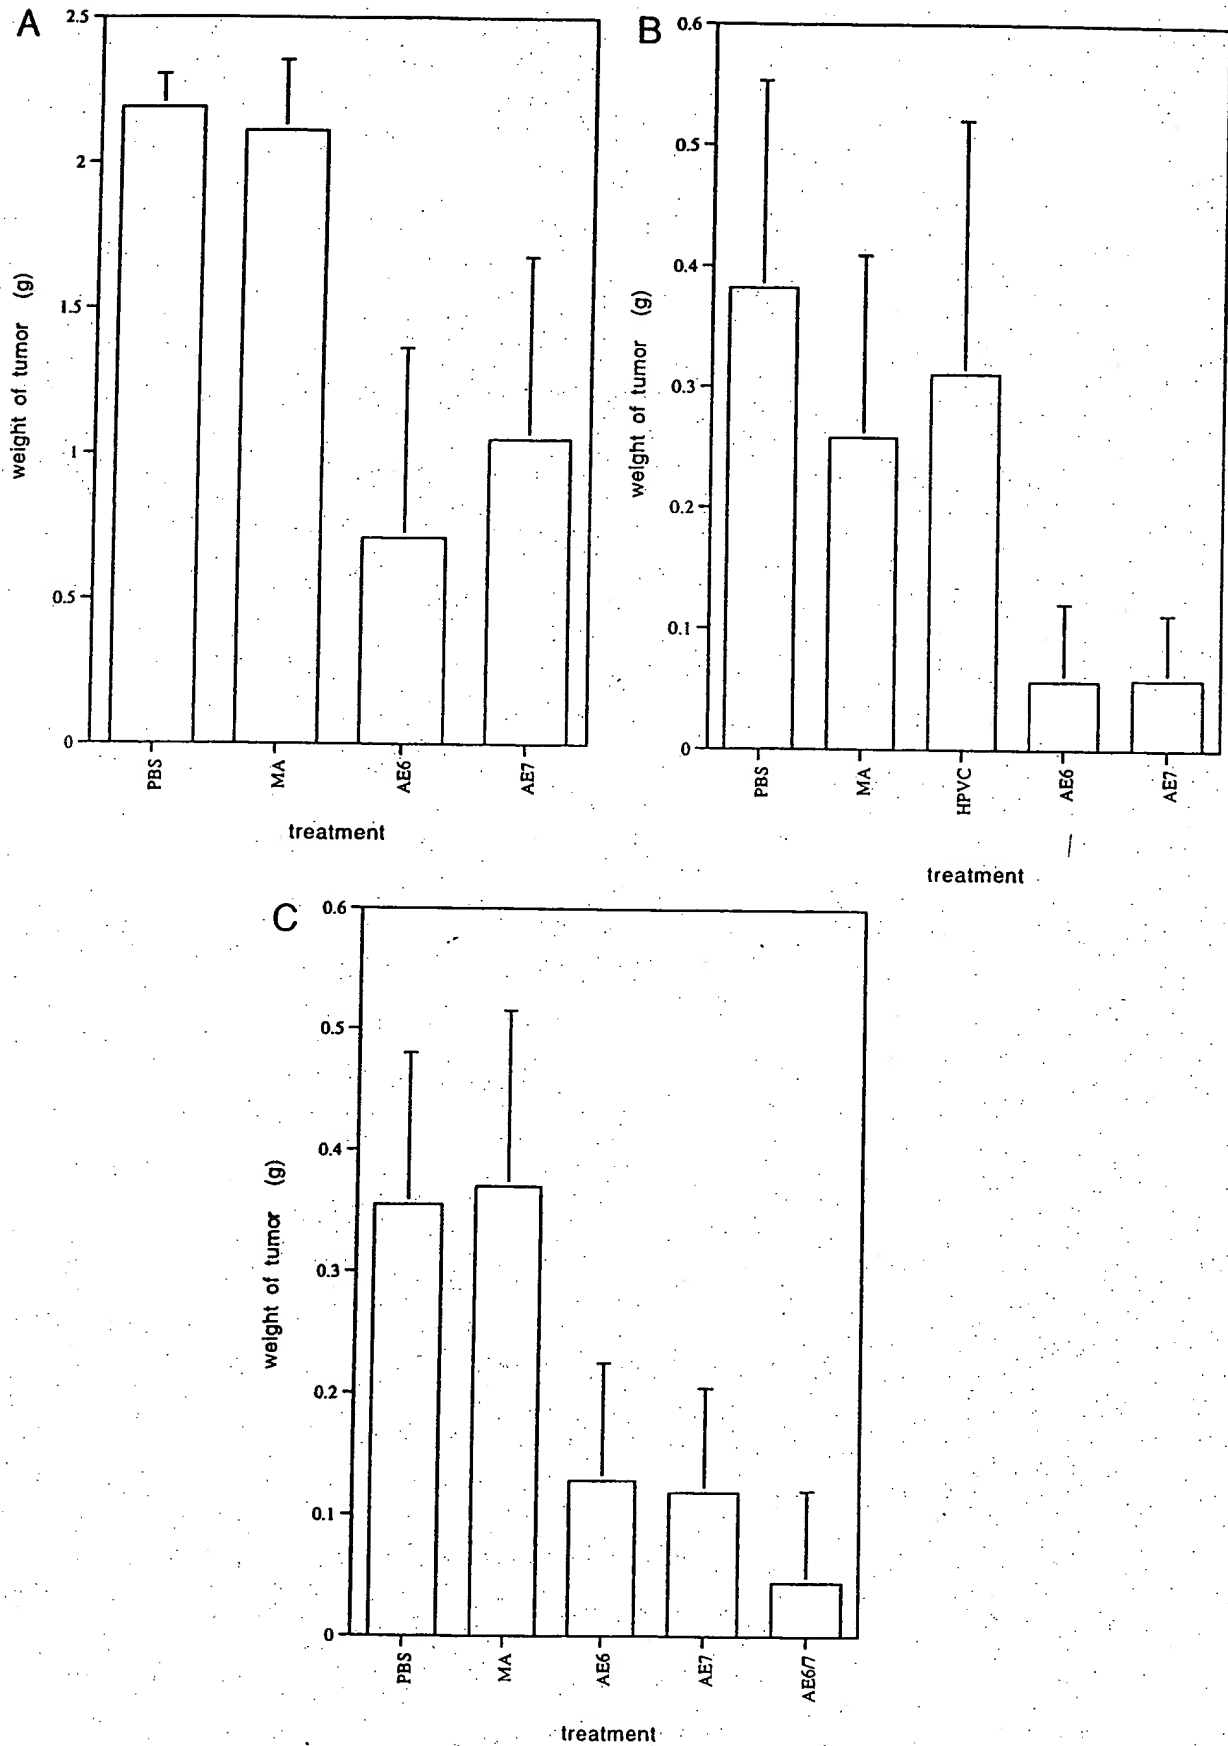 A
2.5
2
1.5
1
0.5
0
weight of tumor (g)
PBS
MA
AE6
AE7
treatment
B
0.6
0.5
0.4
0.3
0.2
0.1
0
weight of tumor (g)
PBS
MA
HPVC
AE6
AE7
treatment
C
0.6
0.5
0.4
0.3
0.2
0.1
0
weight of tumor (g)
PBS
MA
AE6
AE7
AE6/7
treatment